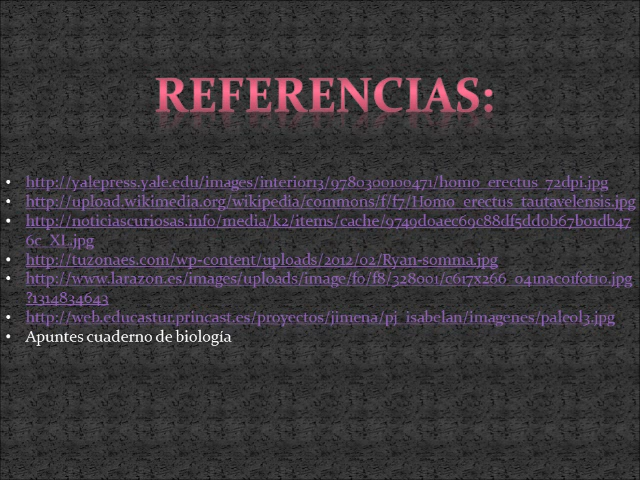 REFERENCIAS:
• http://yalepress.yale.edu/images/interior13/9780300100471/homo_erectus_72dpi.jpg
• http://upload.wikimedia.org/wikipedia/commons/f/f7/Homo_erectus_tautavelensis.jpg
• http://noticiascuriosas.info/media/k2/items/cache/9749d0aec69c88df5dd0b67b01db47
6c_XL.jpg
• http://tuzonaes.com/wp-content/uploads/2012/02/Ryan-somma.jpg
• http://www.larazon.es/images/uploads/image/f0/f8/328001/c617x266_041nac01fot10.jpg
?1314834643
• http://web.educastur.princast.es/proyectos/jimena/pj_isabelan/imagenes/paleol3.jpg
• Apuntes cuaderno de biología